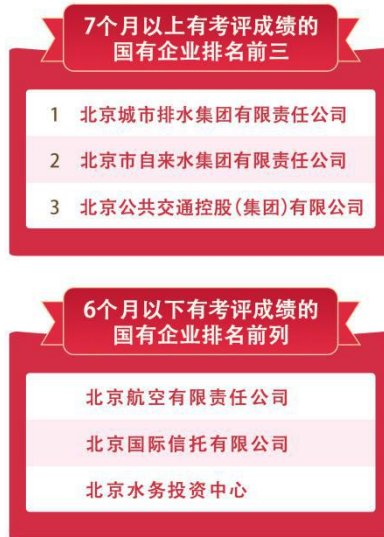 7个月以上有考评成绩的
国有企业排名前三
1 北京城市排水集团有限责任公司
2 北京市自来水集团有限责任公司
3 北京公共交通控股(集团)有限公司
6个月以下有考评成绩的
国有企业排名前列
北京航空有限责任公司
北京国际信托有限公司
北京水务投资中心